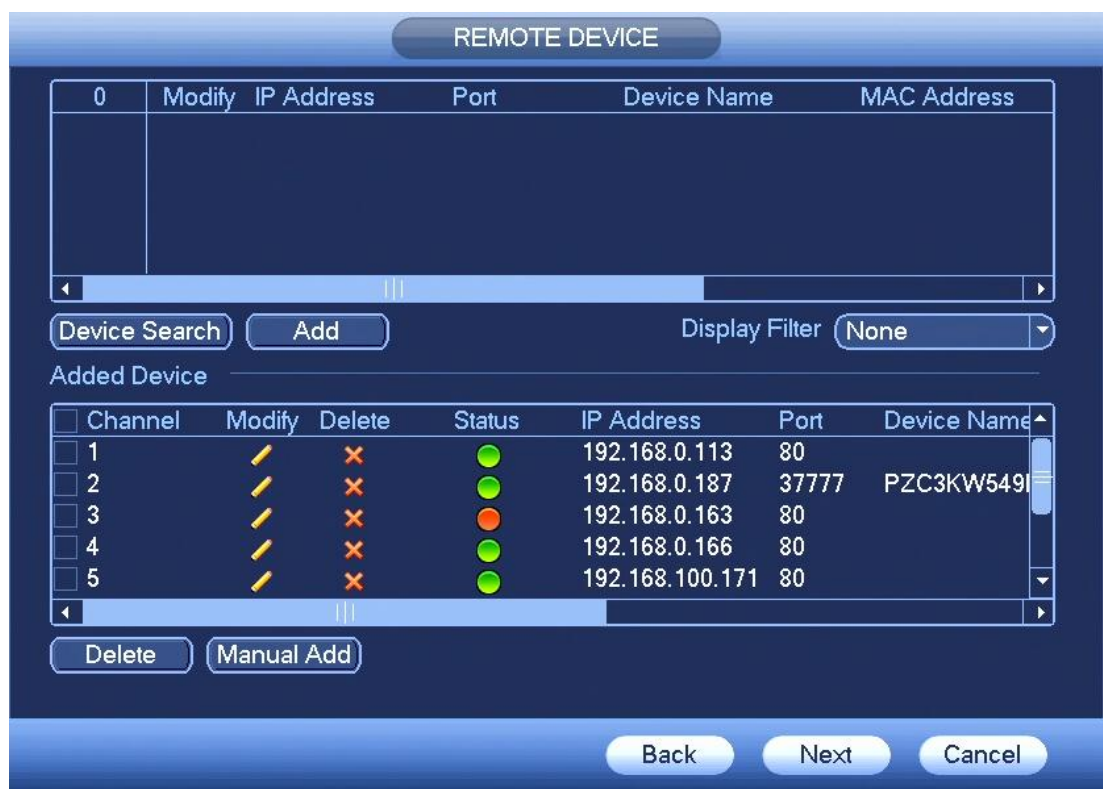 REMOTE DEVICE
0 Modify IP Address Port Device Name MAC Address
Device Search Add Display Filter None
Added Device
Channel Modify Delete Status IP Address Port Device Name
1 192.168.0.113 80
2 192.168.0.187 37777 PZC3KW549
3 192.168.0.163 80
4 192.168.0.166 80
5 192.168.100.171 80
Delete Manual Add
Back Next Cancel